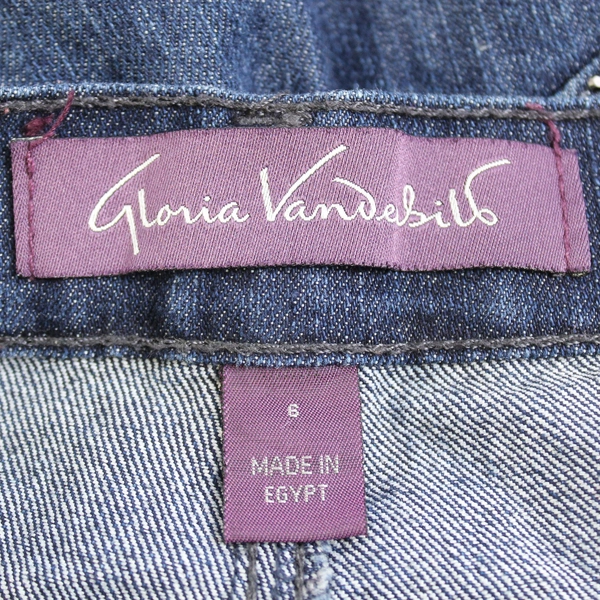 Gloria Vanderbilt
6
MADE IN
EGYPT